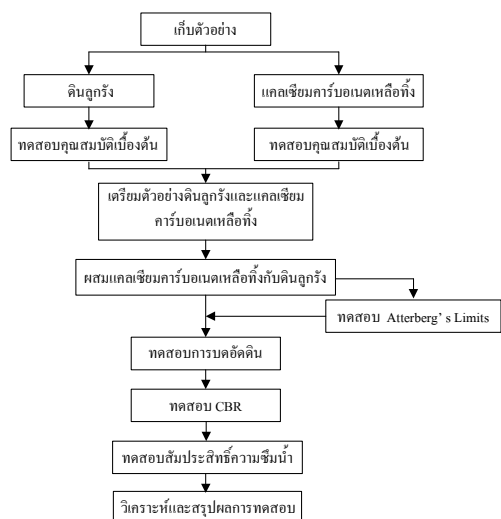 เก็บตัวอย่าง
ดินลูกรัง
แคลเซียมคาร์บอเนตเหลือทิ้ง
ทดสอบคุณสมบัติเบื้องต้น
ทดสอบคุณสมบัติเบื้องต้น
เตรียมตัวอย่างดินลูกรังและแคลเซียม
คาร์บอเนตเหลือทิ้ง
ผสมแคลเซียมคาร์บอเนตเหลือทิ้งกับดินลูกรัง
ทดสอบ Atterberg’ s Limits
ทดสอบการบดอัดดิน
ทดสอบ CBR
ทดสอบสัมประสิทธิ์ความซึมน้ำ
วิเคราะห์และสรุปผลการทดสอบ